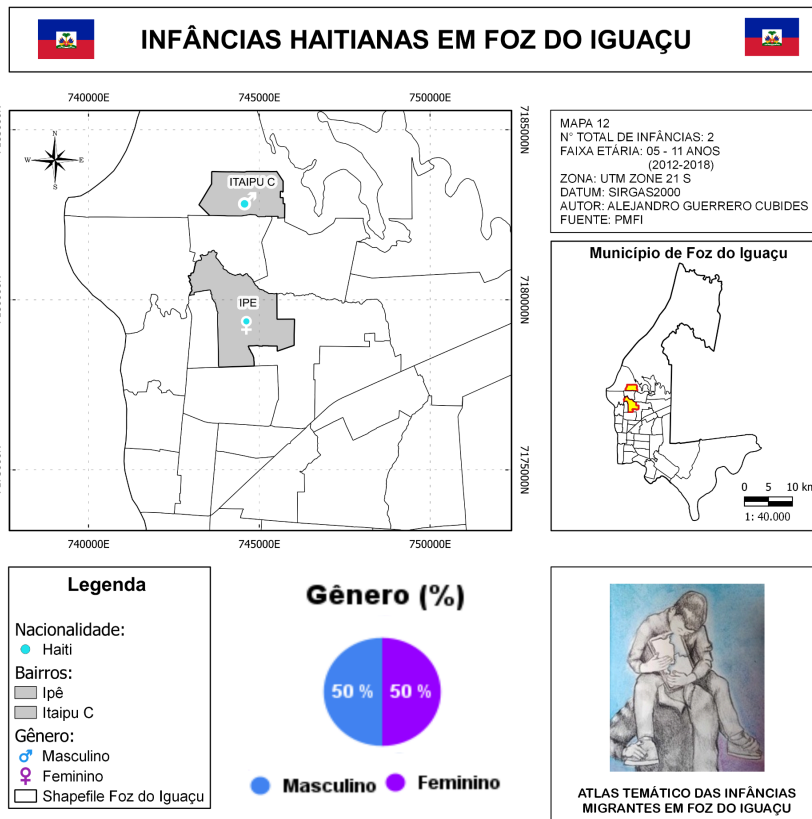 INFÂNCIAS HAITIANAS EM FOZ DO IGUAÇU
740000E 745000E 750000E
7185000N
7180000N
7175000N
N
W E
S
ITAIPU C
IPE
740000E 745000E 750000E
MAPA 12
N° TOTAL DE INFÂNCIAS: 2
FAIXA ETÁRIA: 05 - 11 ANOS
(2012-2018)
ZONA: UTM ZONE 21 S
DATUM: SIRGAS2000
AUTOR: ALEJANDRO GUERRERO CUBIDES
FUENTE: PMFI
Município de Foz do Iguaçu
0 5 10 km
1: 40.000
Legenda
Nacionalidade:
Haiti
Bairros:
Ipê
Itaipu C
Gênero:
Masculino
Feminino
Shapefile Foz do Iguaçu
Gênero (%)
50 % 50 %
Masculino Feminino
ATLAS TEMÁTICO DAS INFÂNCIAS
MIGRANTES EM FOZ DO IGUAÇU